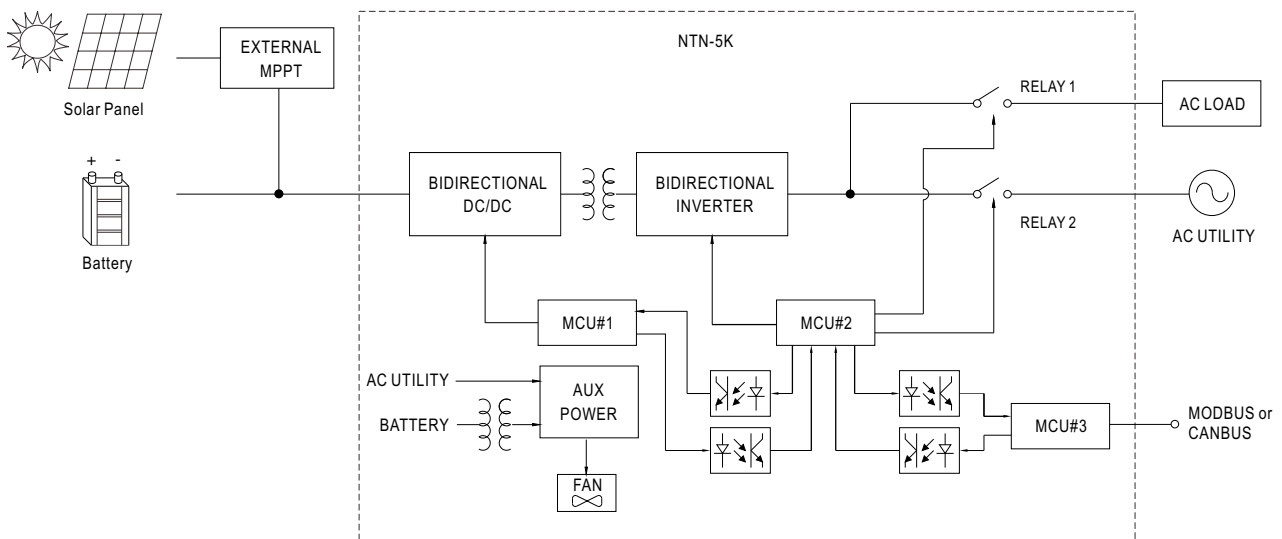 NTN-5K
EXTERNAL
MPPT
Solar Panel
RELAY 1
AC LOAD
+ -
Battery
BIDIRECTIONAL
DC/DC
BIDIRECTIONAL
INVERTER
RELAY 2
AC UTILITY
MCU#1
MCU#2
AC UTILITY
BATTERY
AUX
POWER
FAN
MCU#3
MODBUS or
CANBUS